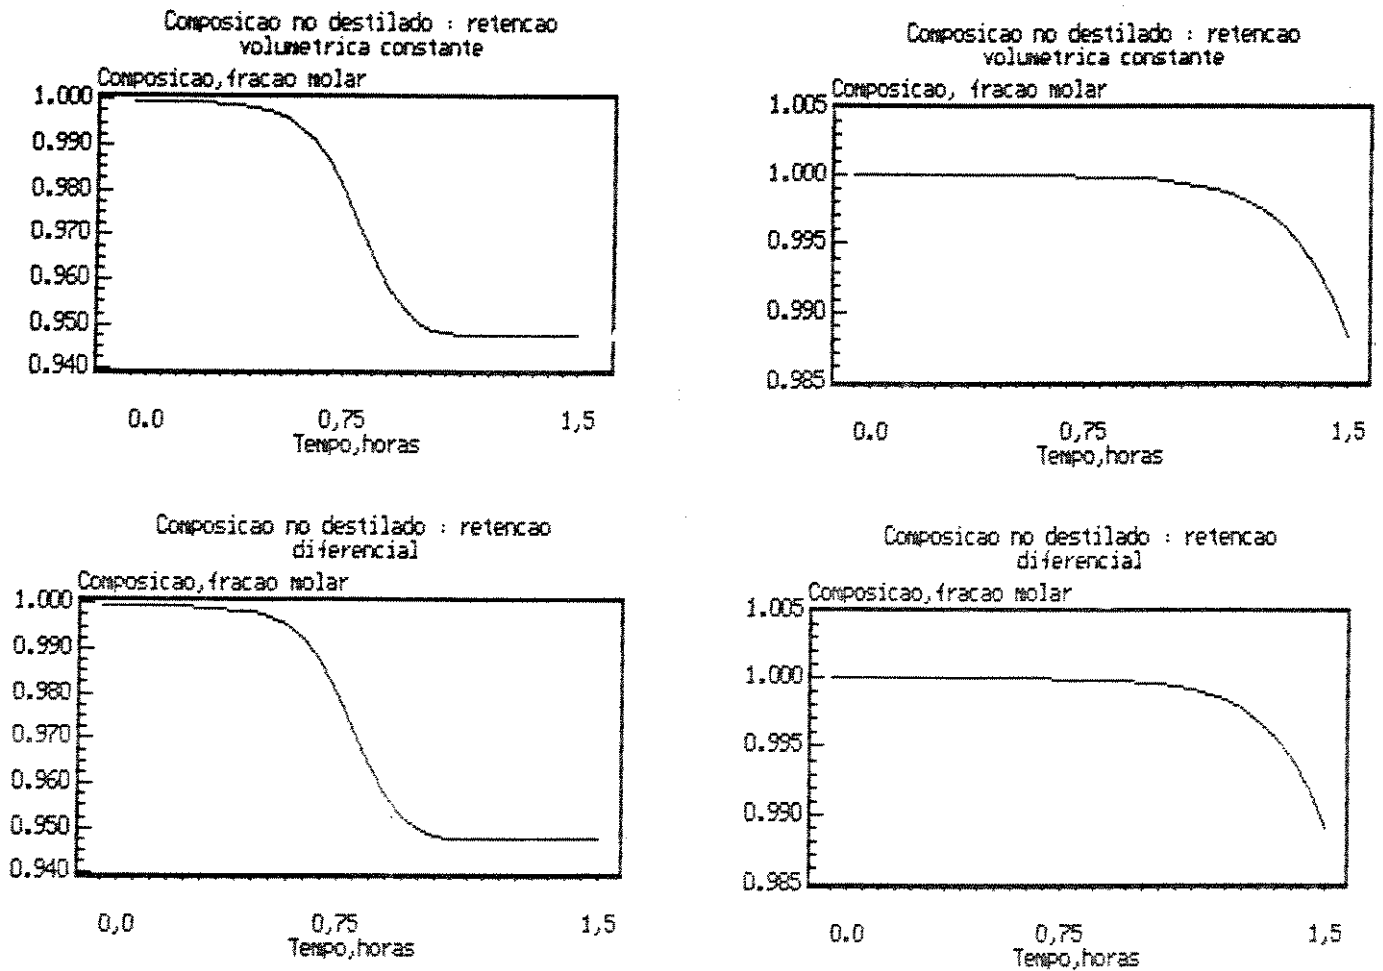 Composicao no destilado : retencao
volumetrica constante
Composicao,fracao molar
1.000
0.990
0.980
0.970
0.960
0.950
0.940
0.0 0,75 1,5
Tempo,horas
Composicao no destilado : retencao
volumetrica constante
Composicao, fracao molar
1.005
1.000
0.995
0.990
0.985
0.0 0,75 1,5
Tempo,horas
Composicao no destilado : retencao
diferencial
Composicao,fracao molar
1.000
0.990
0.980
0.970
0.960
0.950
0.940
0,0 0,75 1,5
Tempo,horas
Composicao no destilado : retencao
diferencial
Composicao,fracao molar
1.005
1.000
0.995
0.990
0.985
0.0 0,75 1,5
Tempo,horas